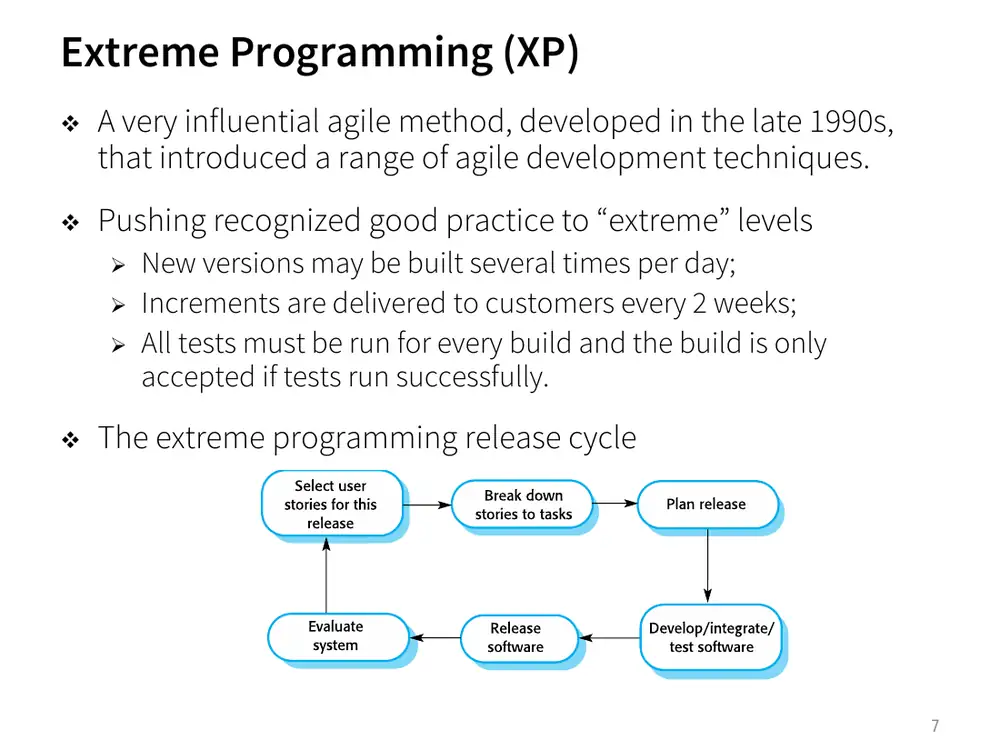 Extreme Programming (XP)
❖ A very influential agile method, developed in the late 1990s,
that introduced a range of agile development techniques.
❖ Pushing recognized good practice to “extreme” levels
➢ New versions may be built several times per day;
➢ Increments are delivered to customers every 2 weeks;
➢ All tests must be run for every build and the build is only
accepted if tests run successfully.
❖ The extreme programming release cycle
Select user
stories for this
release
Break down
stories to tasks
Plan release
Develop/integrate/
test software
Release
software
Evaluate
system
7